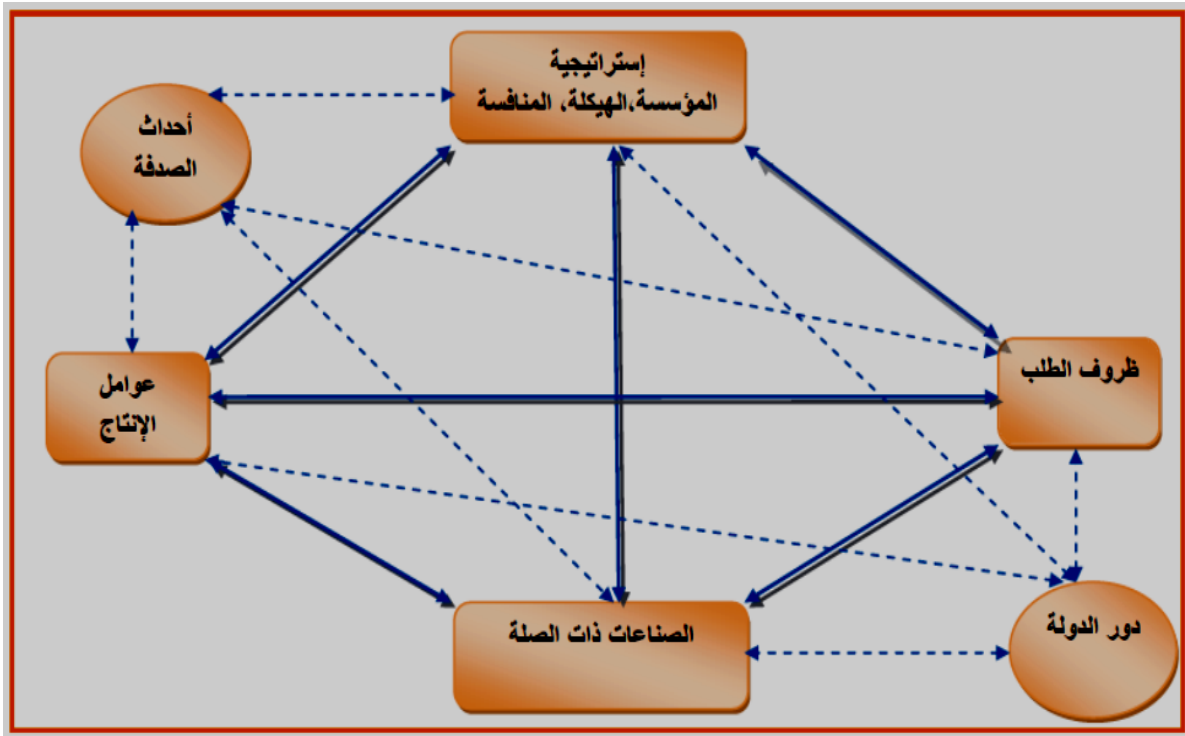 إستراتيجية
المؤسسة،الهيكلة، المنافسة
أحداث
الصدفة
ظروف الطلب
عوامل
الإنتاج
الصناعات ذات الصلة
دور الدولة